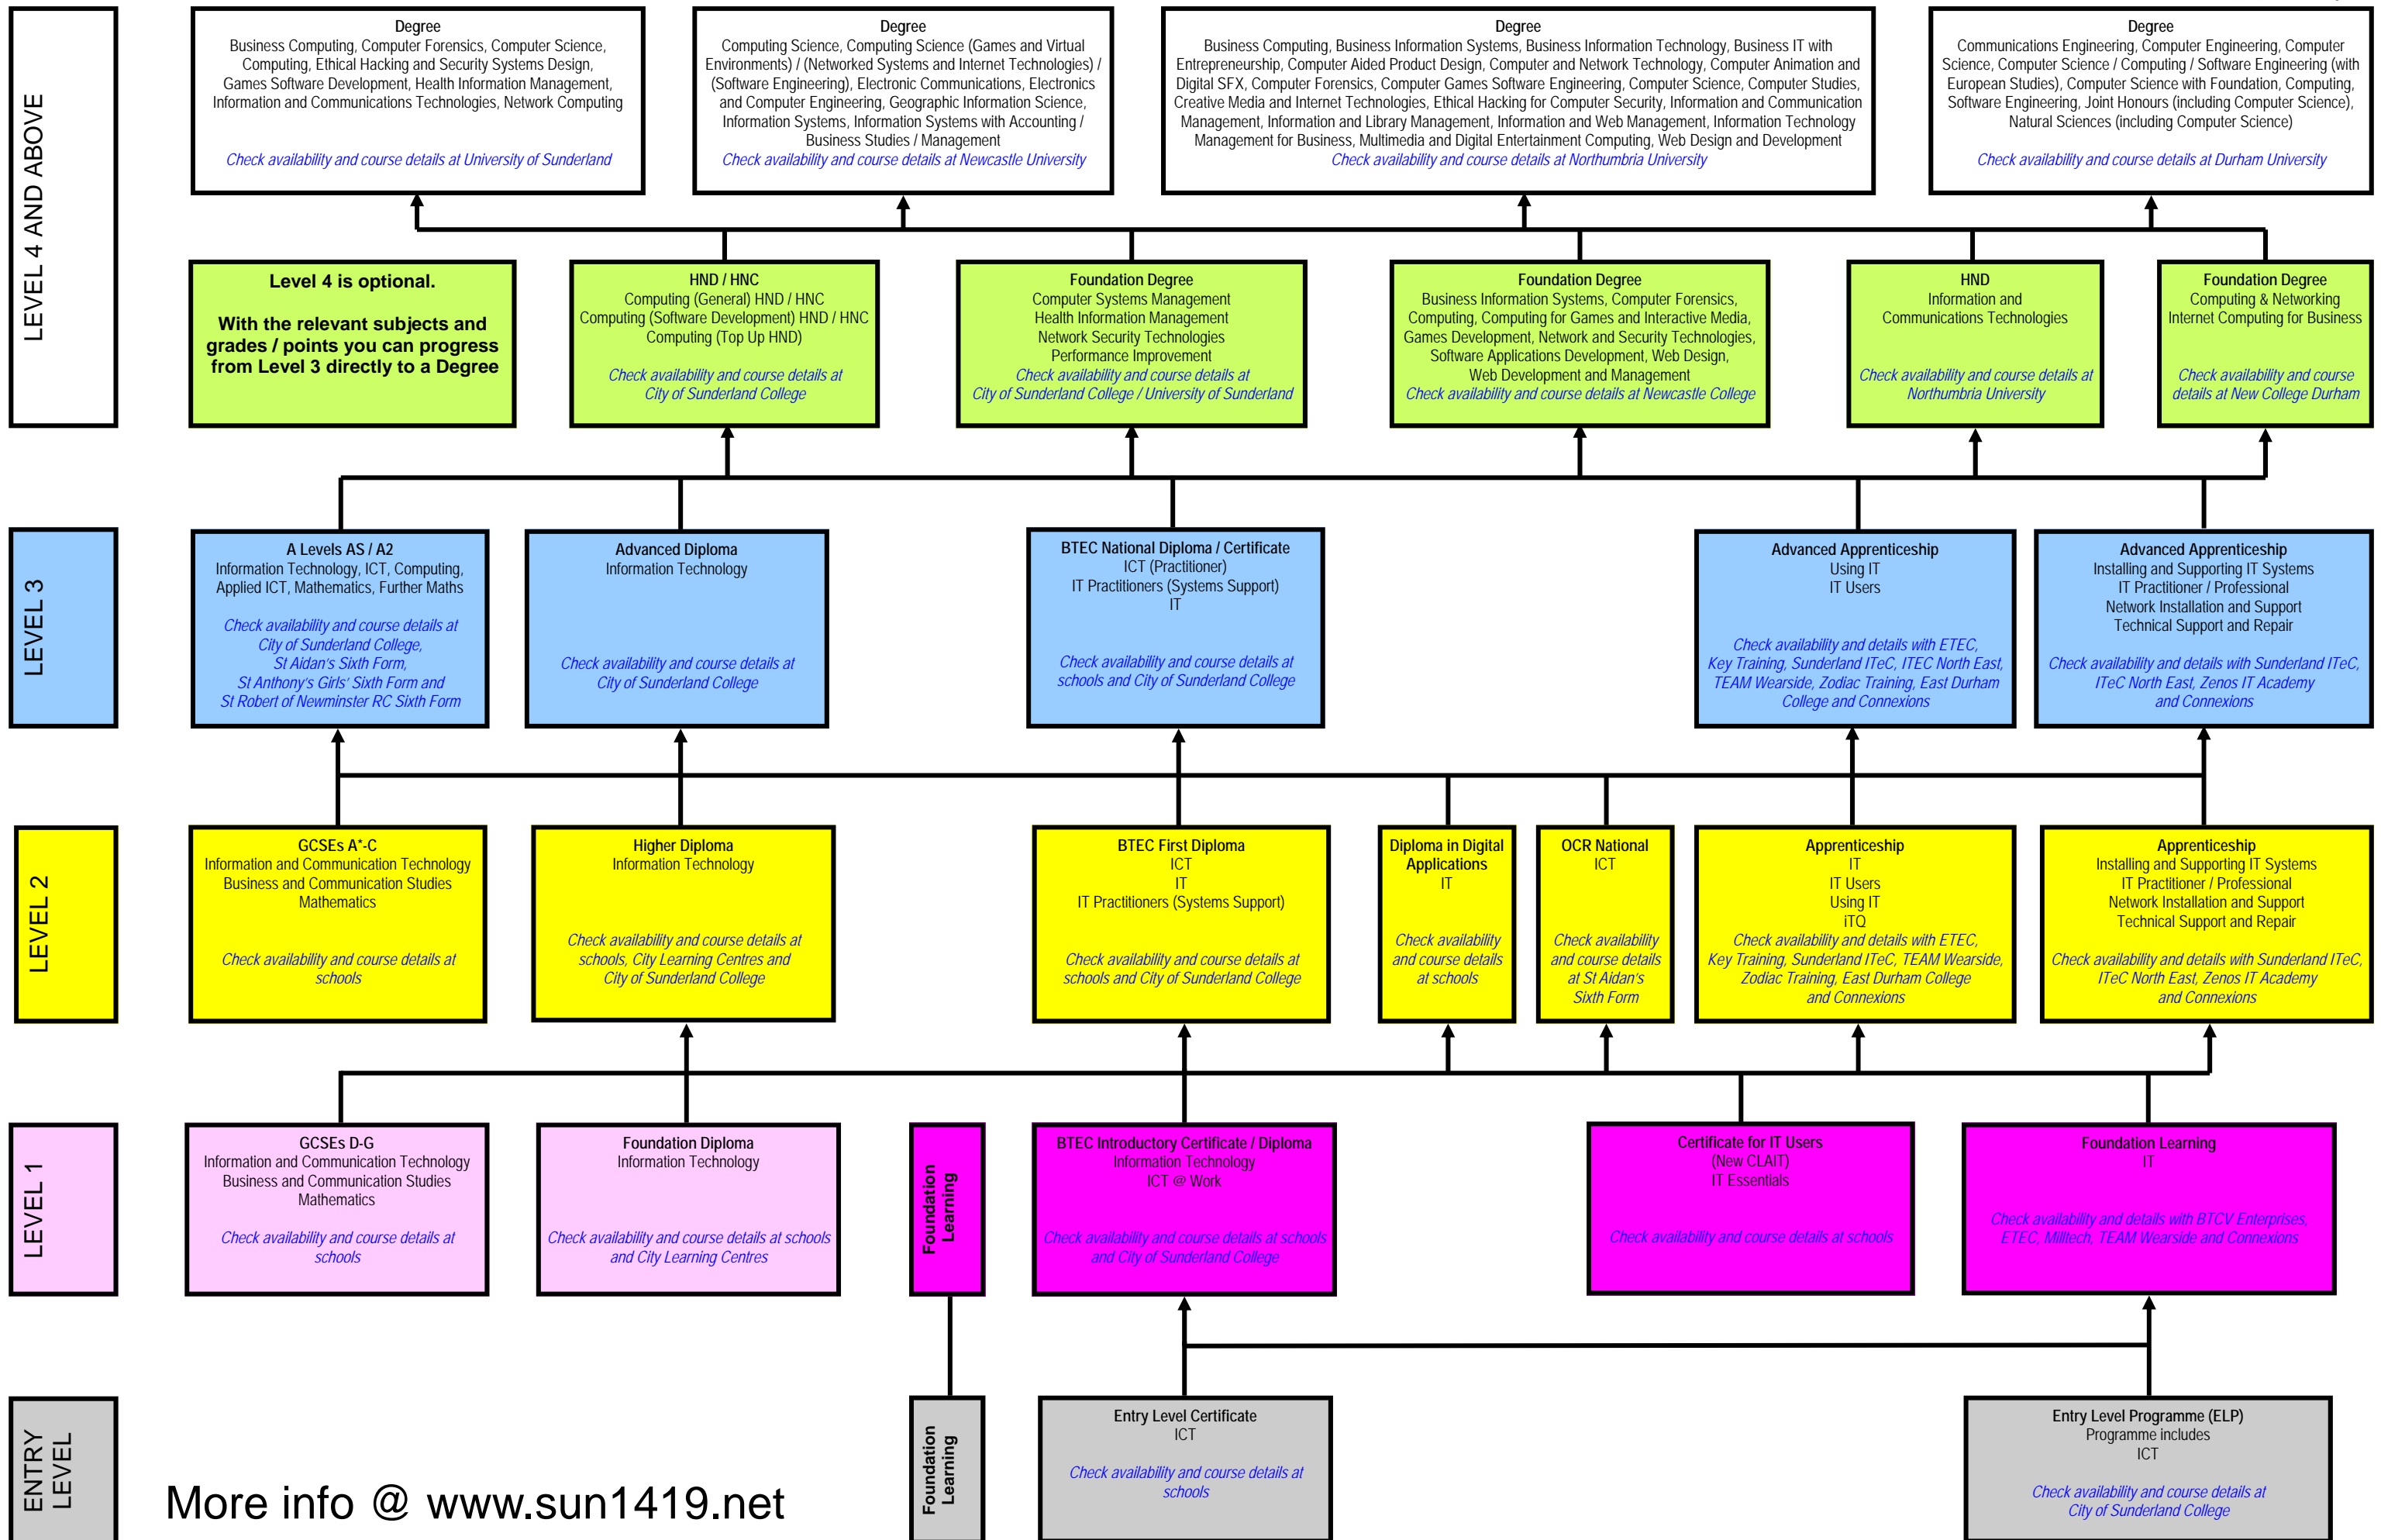 LEVEL 4 AND ABOVE
Degree
Business Computing, Computer Forensics, Computer Science,
Computing, Ethical Hacking and Security Systems Design,
Games Software Development, Health Information Management,
Information and Communications Technologies, Network Computing
Check availability and course details at University of Sunderland
Degree
Computing Science, Computing Science (Games and Virtual
Environments) / (Networked Systems and Internet Technologies) /
(Software Engineering), Electronic Communications, Electronics
and Computer Engineering, Geographic Information Science,
Information Systems, Information Systems with Accounting /
Business Studies / Management
Check availability and course details at Newcastle University
Degree
Business Computing, Business Information Systems, Business Information Technology, Business IT with
Entrepreneurship, Computer Aided Product Design, Computer and Network Technology, Computer Animation and
Digital SFX, Computer Forensics, Computer Games Software Engineering, Computer Science, Computer Studies,
Creative Media and Internet Technologies, Ethical Hacking for Computer Security, Information and Communication
Management, Information and Library Management, Information and Web Management, Information Technology
Management for Business, Multimedia and Digital Entertainment Computing, Web Design and Development
Check availability and course details at Northumbria University
Degree
Communications Engineering, Computer Engineering, Computer
Science, Computer Science / Computing / Software Engineering (with
European Studies), Computer Science with Foundation, Computing,
Software Engineering, Joint Honours (including Computer Science),
Natural Sciences (including Computer Science)
Check availability and course details at Durham University
Level 4 is optional.
With the relevant subjects and
grades / points you can progress
from Level 3 directly to a Degree
HND / HNC
Computing (General) HND / HNC
Computing (Software Development) HND / HNC
Computing (Top Up HND)
Check availability and course details at
City of Sunderland College
Foundation Degree
Computer Systems Management
Health Information Management
Network Security Technologies
Performance Improvement
Check availability and course details at
City of Sunderland College / University of Sunderland
Foundation Degree
Business Information Systems, Computer Forensics,
Computing, Computing for Games and Interactive Media,
Games Development, Network and Security Technologies,
Software Applications Development, Web Design,
Web Development and Management
Check availability and course details at Newcastle College
HND
Information and
Communications Technologies
Check availability and course details at
Northumbria University
Foundation Degree
Computing & Networking
Internet Computing for Business
Check availability and course
details at New College Durham
LEVEL 3
A Levels AS / A2
Information Technology, ICT, Computing,
Applied ICT, Mathematics, Further Maths
Check availability and course details at
City of Sunderland College,
St Aidan's Sixth Form,
St Anthony's Girls' Sixth Form and
St Robert of Newminster RC Sixth Form
Advanced Diploma
Information Technology
Check availability and course details at
City of Sunderland College
BTEC National Diploma / Certificate
ICT (Practitioner)
IT Practitioners (Systems Support)
IT
Check availability and course details at
schools and City of Sunderland College
Advanced Apprenticeship
Using IT
IT Users
Check availability and details with ETEC,
Key Training, Sunderland ITeC, ITEC North East,
TEAM Wearside, Zodiac Training, East Durham
College and Connexions
Advanced Apprenticeship
Installing and Supporting IT Systems
IT Practitioner / Professional
Network Installation and Support
Technical Support and Repair
Check availability and details with Sunderland ITeC,
ITeC North East, Zenos IT Academy
and Connexions
LEVEL 2
GCSEs A*-C
Information and Communication Technology
Business and Communication Studies
Mathematics
Check availability and course details at
schools
Higher Diploma
Information Technology
Check availability and course details at
schools, City Learning Centres and
City of Sunderland College
BTEC First Diploma
ICT
IT
IT Practitioners (Systems Support)
Check availability and course details at
schools and City of Sunderland College
Diploma in Digital
Applications
IT
Check availability
and course details
at schools
OCR National
ICT
Check availability
and course details
at St Aidan's
Sixth Form
Apprenticeship
IT
IT Users
Using IT
iTQ
Check availability and details with ETEC,
Key Training, Sunderland ITeC, TEAM Wearside,
Zodiac Training, East Durham College
and Connexions
Apprenticeship
Installing and Supporting IT Systems
IT Practitioner / Professional
Network Installation and Support
Technical Support and Repair
Check availability and details with Sunderland ITeC,
ITeC North East, Zenos IT Academy
and Connexions
LEVEL 1
GCSEs D-G
Information and Communication Technology
Business and Communication Studies
Mathematics
Check availability and course details at
schools
Foundation Diploma
Information Technology
Check availability and course details at schools
and City Learning Centres
Foundation
Learning
BTEC Introductory Certificate / Diploma
Information Technology
ICT @ Work
Check availability and course details at schools
and City of Sunderland College
Certificate for IT Users
(New CLAIT)
IT Essentials
Check availability and course details at schools
Foundation Learning
IT
Check availability and details with BTCV Enterprises,
ETEC, Milltech, TEAM Wearside and Connexions
ENTRY
LEVEL
Foundation
Learning
Entry Level Certificate
ICT
Check availability and course details at
schools
Entry Level Programme (ELP)
Programme includes
ICT
Check availability and course details at
City of Sunderland College
More info @ www.sun1419.net